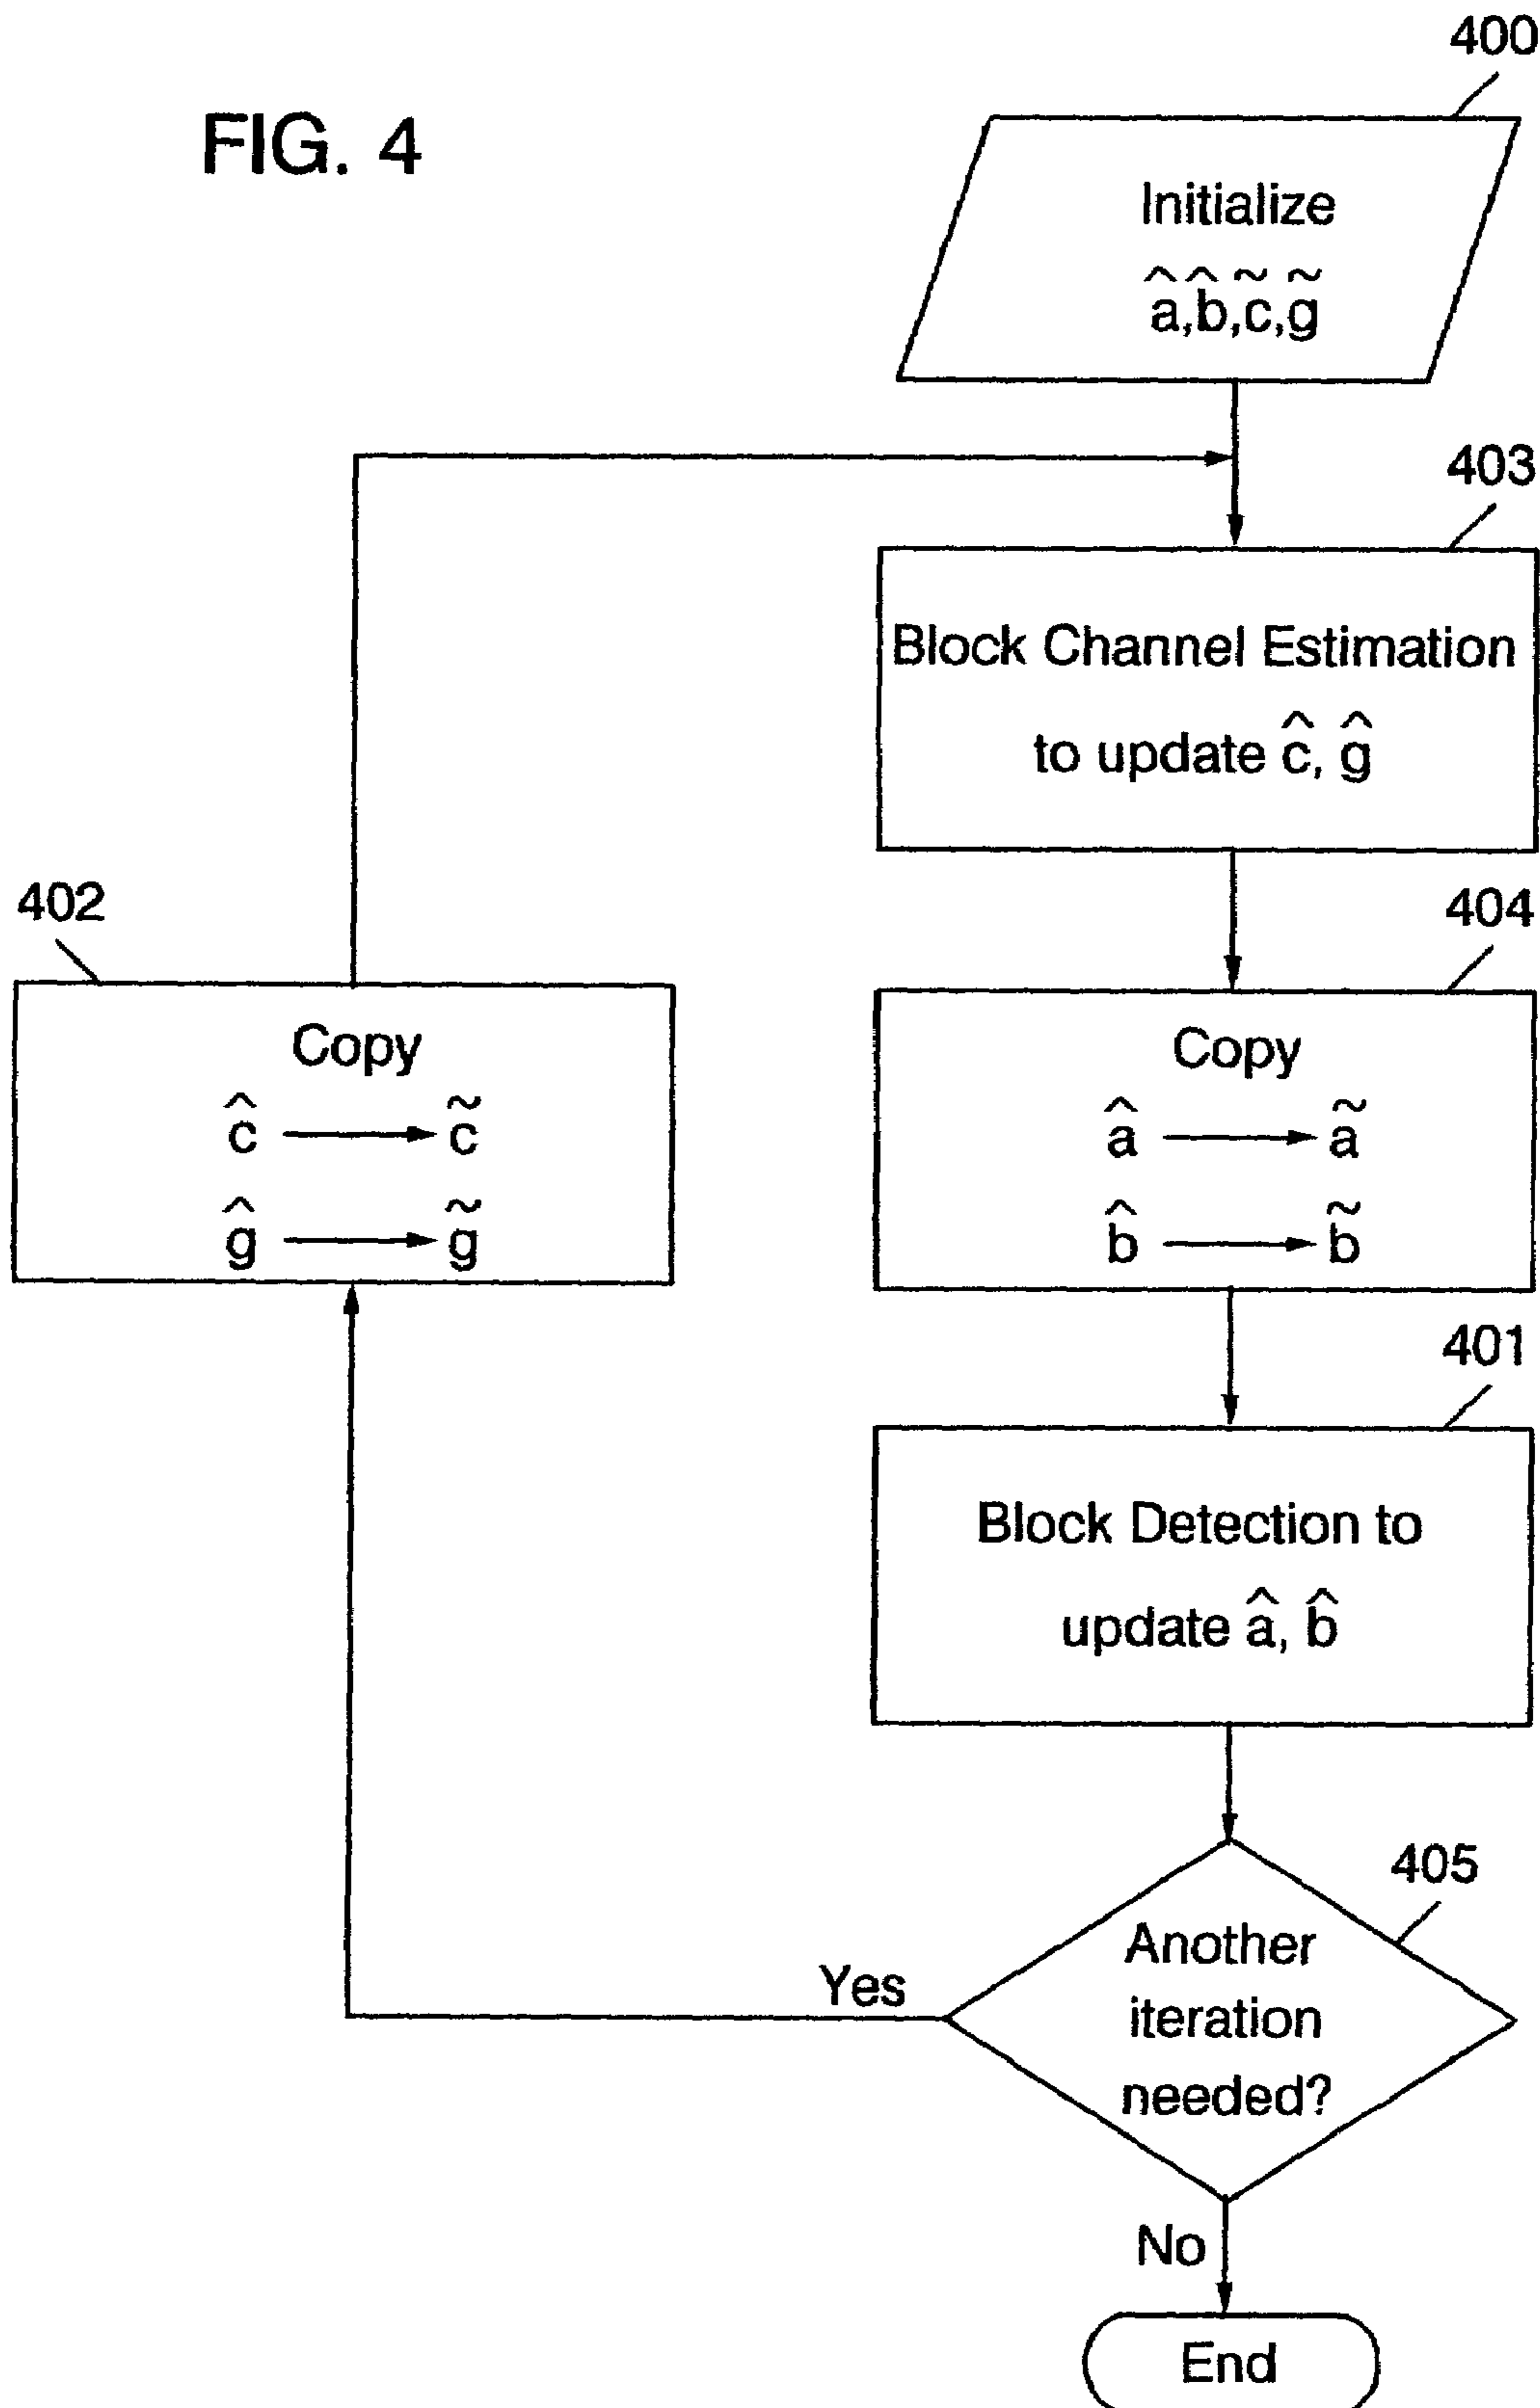 FIG. 4
400
Initialize
â,b̂,c̃,g̃
403
Block Channel Estimation
to update ĉ, ĝ
402
Copy
ĉ → c̃
ĝ → g̃
404
Copy
â → ã
b̂ → b̃
401
Block Detection to
update â, b̂
405
Another
iteration
needed?
Yes
No
End